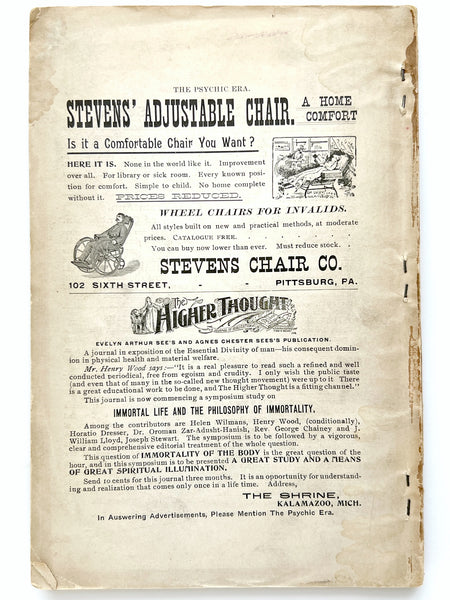 THE PSYCHIC ERA.
STEVENS' ADJUSTABLE CHAIR. A HOME COMFORT
Is it a Comfortable Chair You Want?
HERE IT IS. None in the world like it. Improvement
over all. For library or sick room. Every known posi-
tion for comfort. Simple to child. No home complete
without it. PRICES REDUCED.
WHEEL CHAIRS FOR INVALIDS.
All styles built on new and practical methods, at moderate
prices. CATALOGUE FREE. . . . . . .
You can buy now lower than ever. Must reduce stock. . .
STEVENS CHAIR CO.
102 SIXTH STREET, - - PITTSBURG, PA.
The
HIGHER THOUGHT
EVELYN ARTHUR SEE'S AND AGNES CHESTER SEES'S PUBLICATION.
A journal in exposition of the Essential Divinity of man—his consequent domin-
ion in physical health and material welfare.
Mr. Henry Wood says:—"It is a real pleasure to read such a refined and well
conducted periodical, free from egoism and crudity. I only wish the public taste
(and even that of many in the so-called new thought movement) were up to it There
is a great educational work to be done, and The Higher Thought is a fitting channel."
This journal is now commencing a symposium study on
IMMORTAL LIFE AND THE PHILOSOPHY OF IMMORTALITY.
Among the contributors are Helen Wilmans, Henry Wood, (conditionally),
Horatio Dresser, Dr. Oroman Zar-Adusht-Hanish, Rev. George Chainey and J.
William Lloyd, Joseph Stewart. The symposium is to be followed by a vigorous,
clear and comprehensive editorial treatment of the whole question.
This question of IMMORTALITY OF THE BODY is the great question of the
hour, and in this symposium is to be presented A GREAT STUDY AND A MEANS
OF GREAT SPIRITUAL ILLUMINATION.
Send 10 cents for this journal three months. It is an opportunity for understand-
ing and realization that comes only once in a life time. Address,
THE SHRINE,
KALAMAZOO, MICH.
In Auswering Advertisements, Please Mention The Psychic Era.